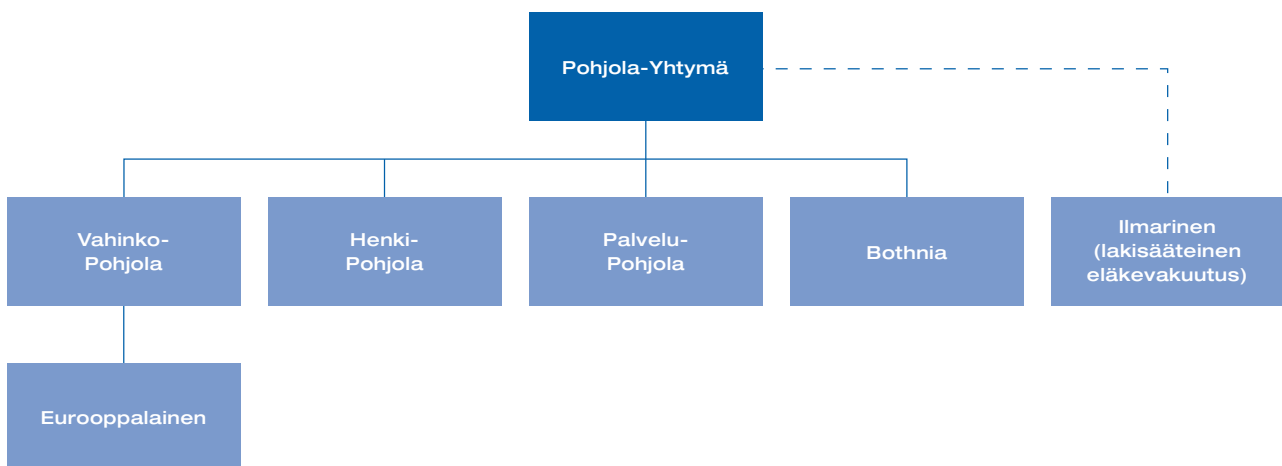 Pohjola-Yhtymä
Vahinko-
Pohjola
Henki-
Pohjola
Palvelu-
Pohjola
Bothnia
Ilmarinen
(lakisääteinen
eläkevakuutus)
Eurooppalainen